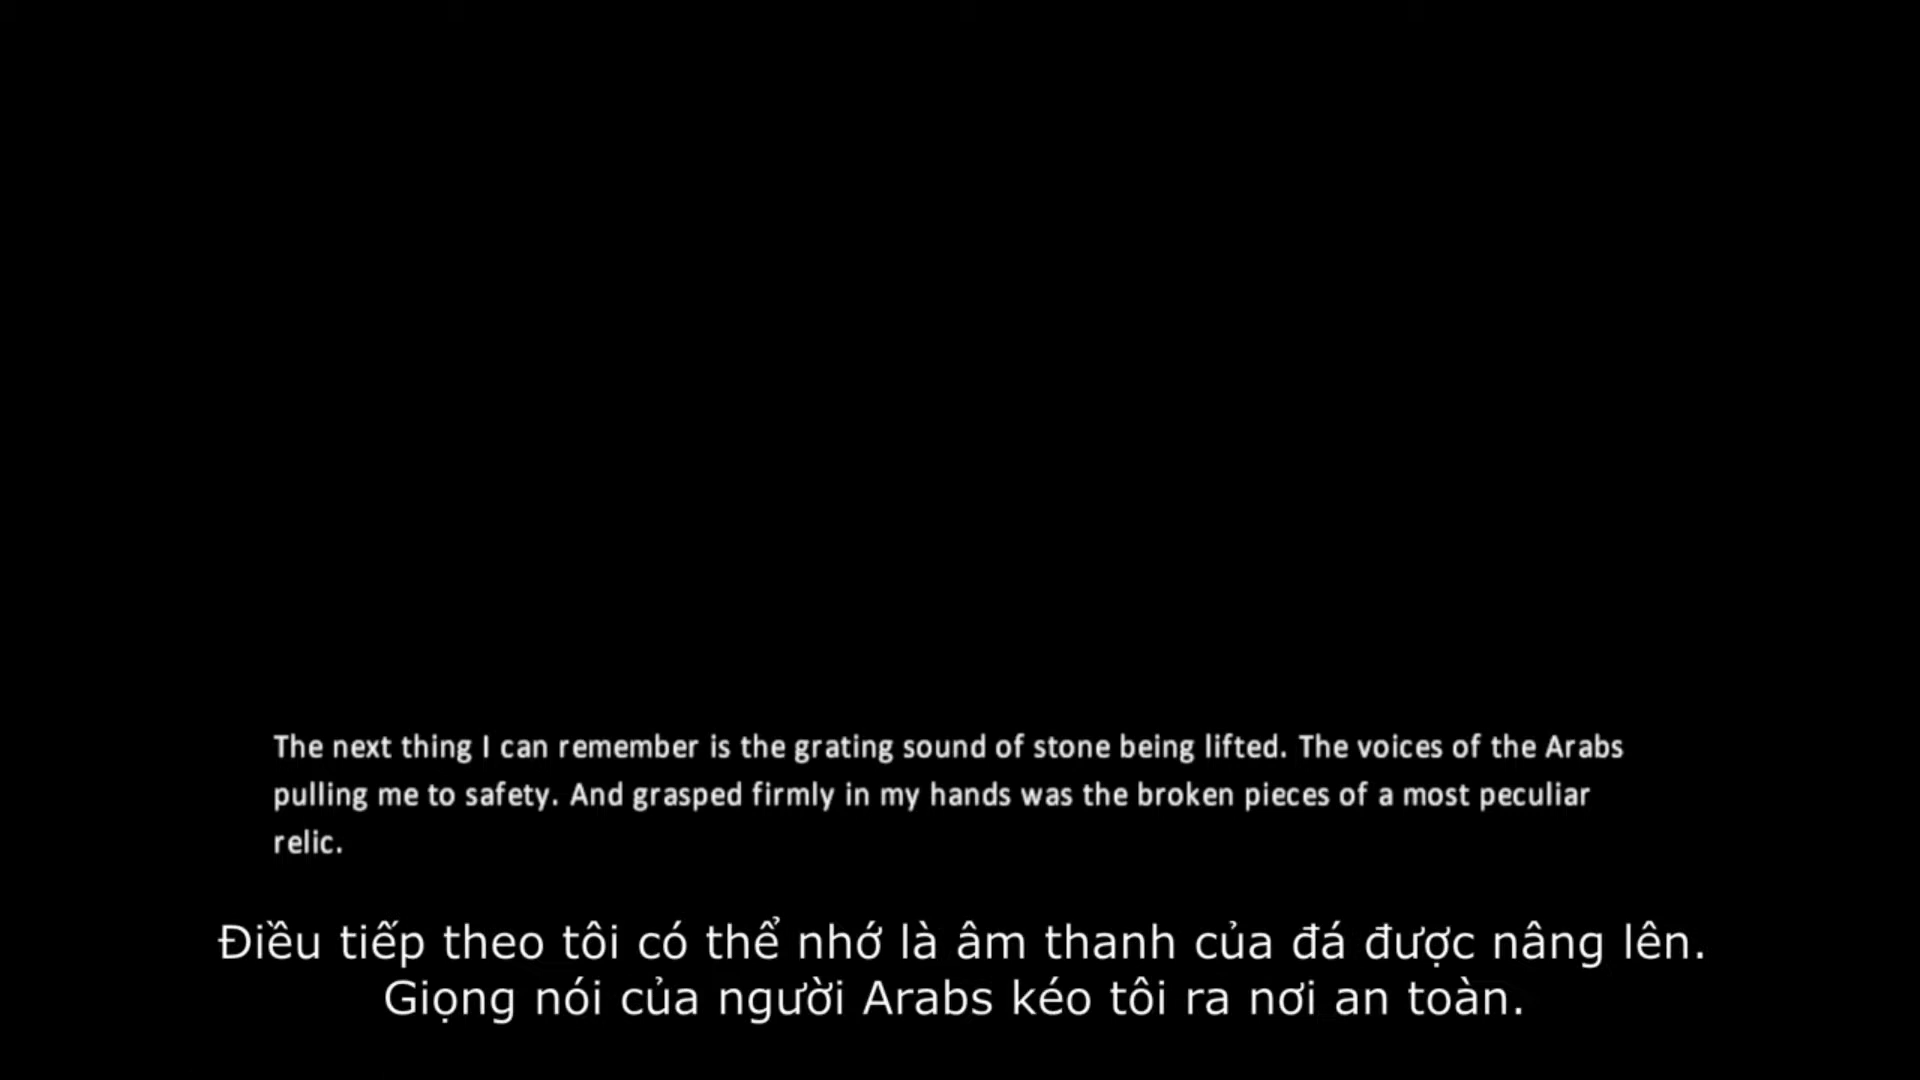 The next thing I can remember is the grating sound of stone being lifted. The voices of the Arabs
pulling me to safety. And grasped firmly in my hands was the broken pieces of a most peculiar
relic.
Điều tiếp theo tôi có thể nhớ là âm thanh của đá được nâng lên.
Giọng nói của người Arabs kéo tôi ra nơi an toàn.